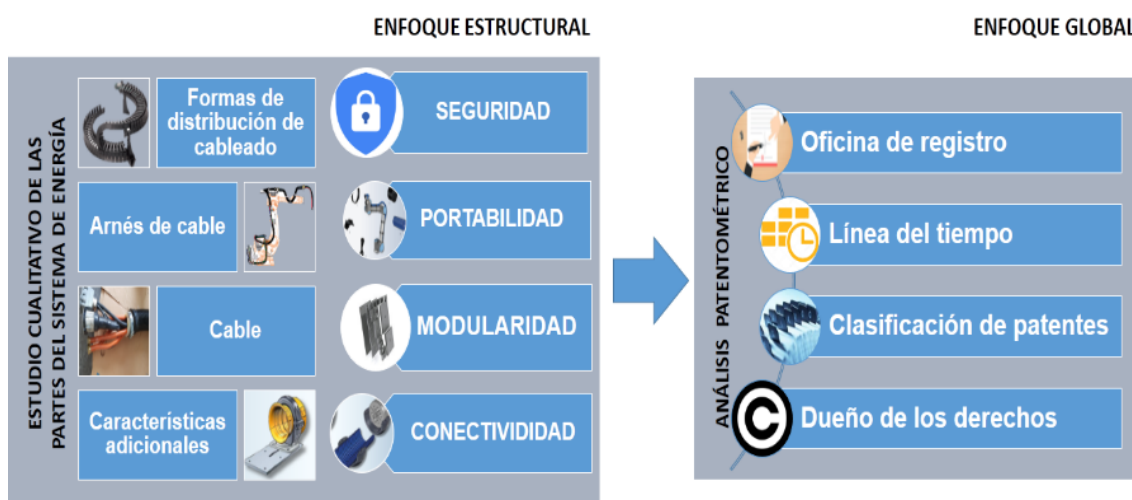 ENFOQUE ESTRUCTURAL
ESTUDIO CUALITATIVO DE LAS
PARTES DEL SISTEMA DE ENERGÍA
Formas de
distribución de
cableado
Arnés de cable
Cable
Características
adicionales
SEGURIDAD
PORTABILIDAD
MODULARIDAD
CONECTIVIDIDAD
ENFOQUE GLOBAL
ANÁLISIS PATENTOMÉTRICO
Oficina de registro
Línea del tiempo
Clasificación de patentes
Dueño de los derechos
C